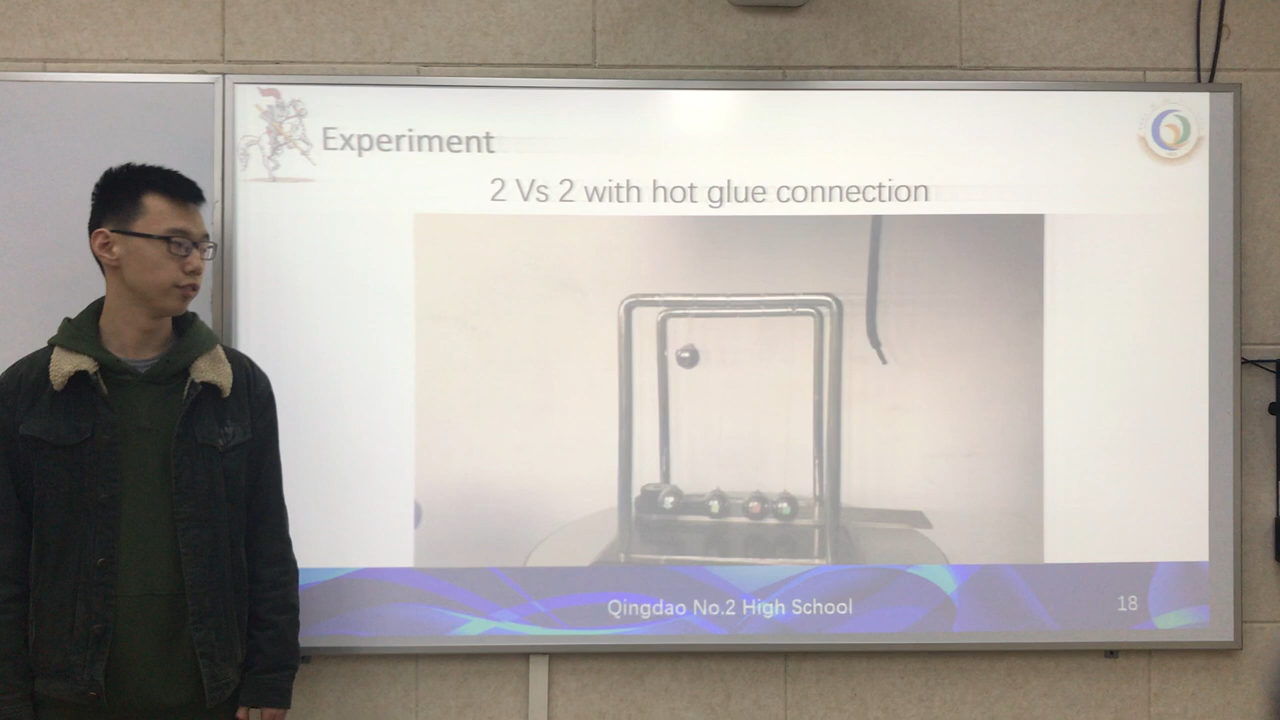 Experiment
2 Vs 2 with hot glue connection
Qingdao No.2 High School
18